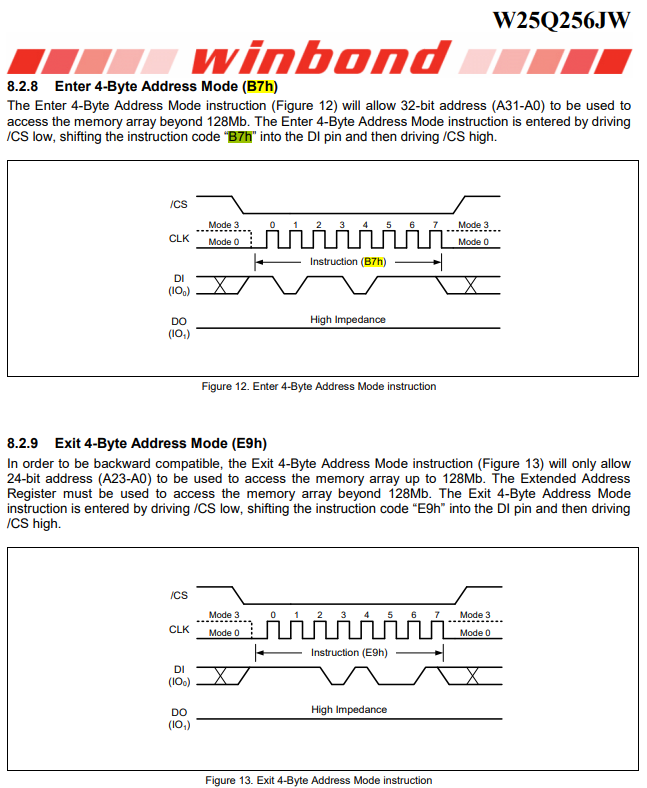 W25Q256JW
winbond
8.2.8 Enter 4-Byte Address Mode (B7h)
The Enter 4-Byte Address Mode instruction (Figure 12) will allow 32-bit address (A31-A0) to be used to
access the memory array beyond 128Mb. The Enter 4-Byte Address Mode instruction is entered by driving
/CS low, shifting the instruction code “B7h” into the DI pin and then driving /CS high.
/CS
Mode 3 0 1 2 3 4 5 6 7 Mode 3
CLK
Mode 0 Mode 0
Instruction (B7h)
DI
(IO₀)
High Impedance
DO
(IO₁)
Figure 12. Enter 4-Byte Address Mode instruction
8.2.9 Exit 4-Byte Address Mode (E9h)
In order to be backward compatible, the Exit 4-Byte Address Mode instruction (Figure 13) will only allow
24-bit address (A23-A0) to be used to access the memory array up to 128Mb. The Extended Address
Register must be used to access the memory array beyond 128Mb. The Exit 4-Byte Address Mode
instruction is entered by driving /CS low, shifting the instruction code “E9h” into the DI pin and then driving
/CS high.
/CS
Mode 3 0 1 2 3 4 5 6 7 Mode 3
CLK
Mode 0 Mode 0
Instruction (E9h)
DI
(IO₀)
High Impedance
DO
(IO₁)
Figure 13. Exit 4-Byte Address Mode instruction